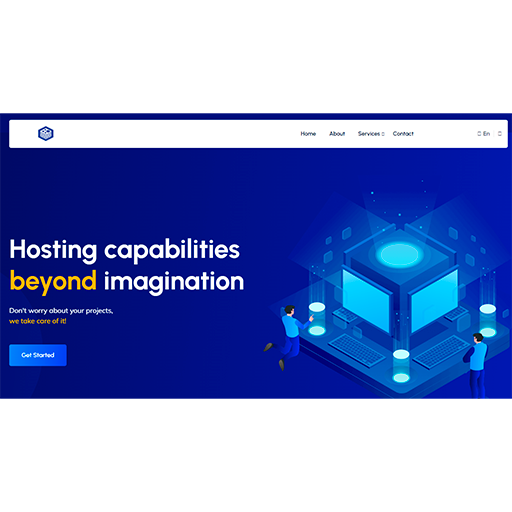 Home About Services Contact En
Hosting capabilities
beyond imagination
Don't worry about your projects,
we take care of it!
Get Started